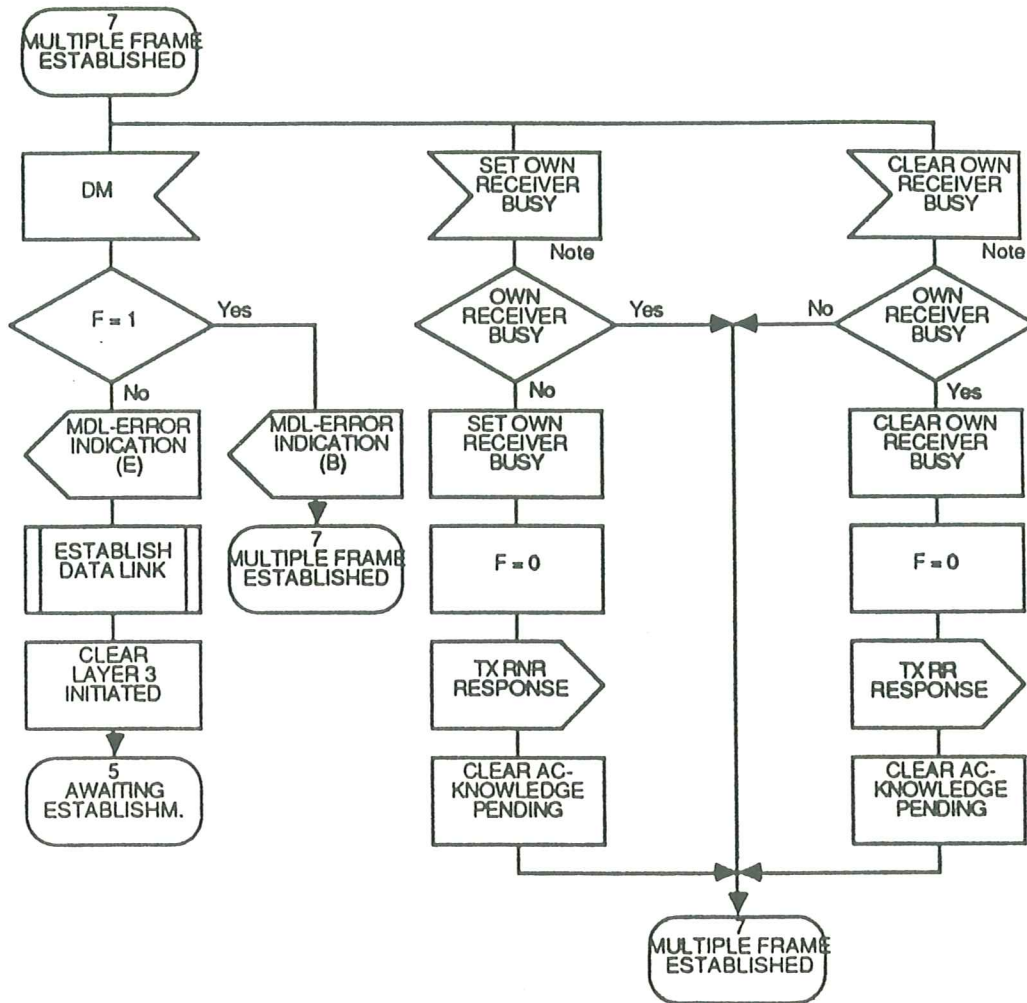 7
MULTIPLE FRAME
ESTABLISHED
DM
SET OWN
RECEIVER
BUSY
CLEAR OWN
RECEIVER
BUSY
Note
Note
F = 1
Yes
No
OWN
RECEIVER
BUSY
Yes
No
No
OWN
RECEIVER
BUSY
Yes
MDL-ERROR
INDICATION
(E)
MDL-ERROR
INDICATION
(B)
SET OWN
RECEIVER
BUSY
CLEAR OWN
RECEIVER
BUSY
ESTABLISH
DATA LINK
7
MULTIPLE FRAME
ESTABLISHED
F = 0
F = 0
CLEAR
LAYER 3
INITIATED
TX RNR
RESPONSE
TX RR
RESPONSE
5
AWAITING
ESTABLISHM.
CLEAR AC-
KNOWLEDGE
PENDING
CLEAR AC-
KNOWLEDGE
PENDING
7
MULTIPLE FRAME
ESTABLISHED